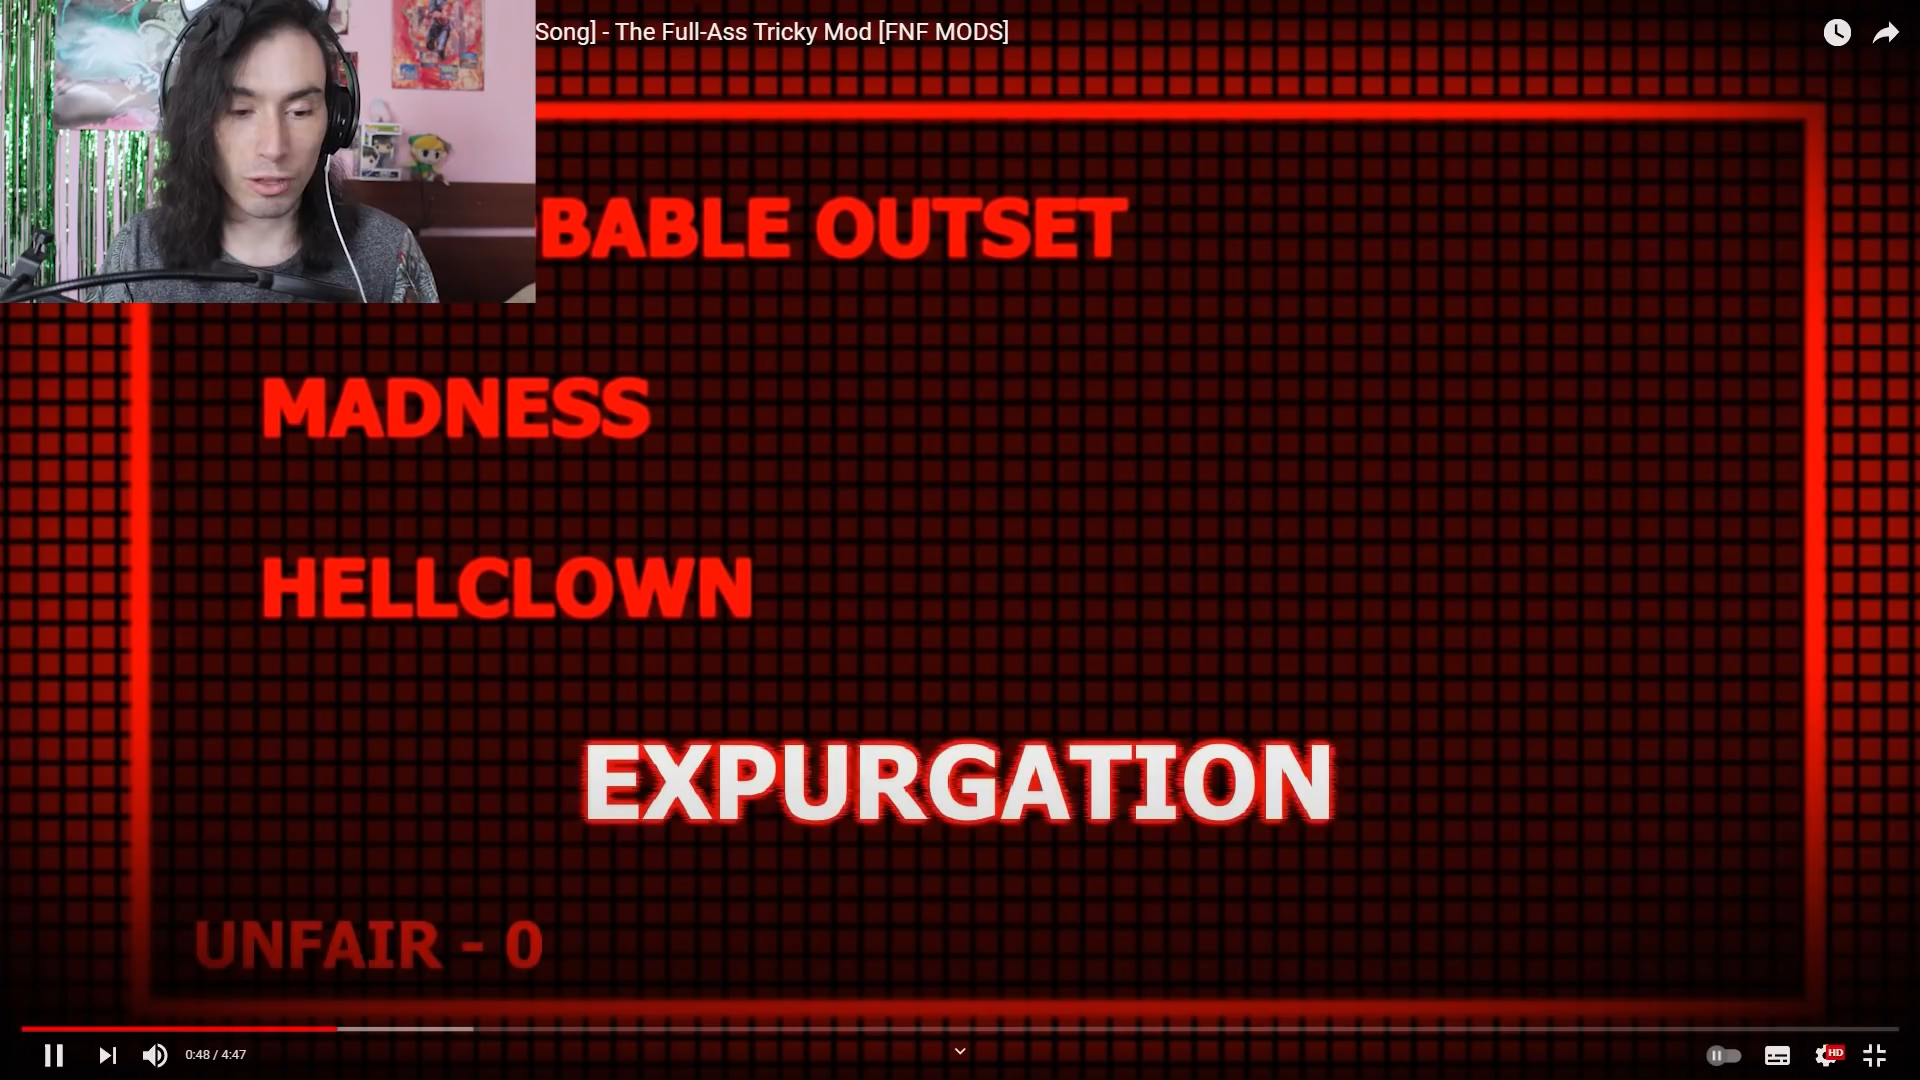 Song] - The Full-Ass Tricky Mod [FNF MODS]
BABLE OUTSET
MADNESS
HELLCLOWN
EXPURGATION
UNFAIR - 0
0:48 / 4:47
HD